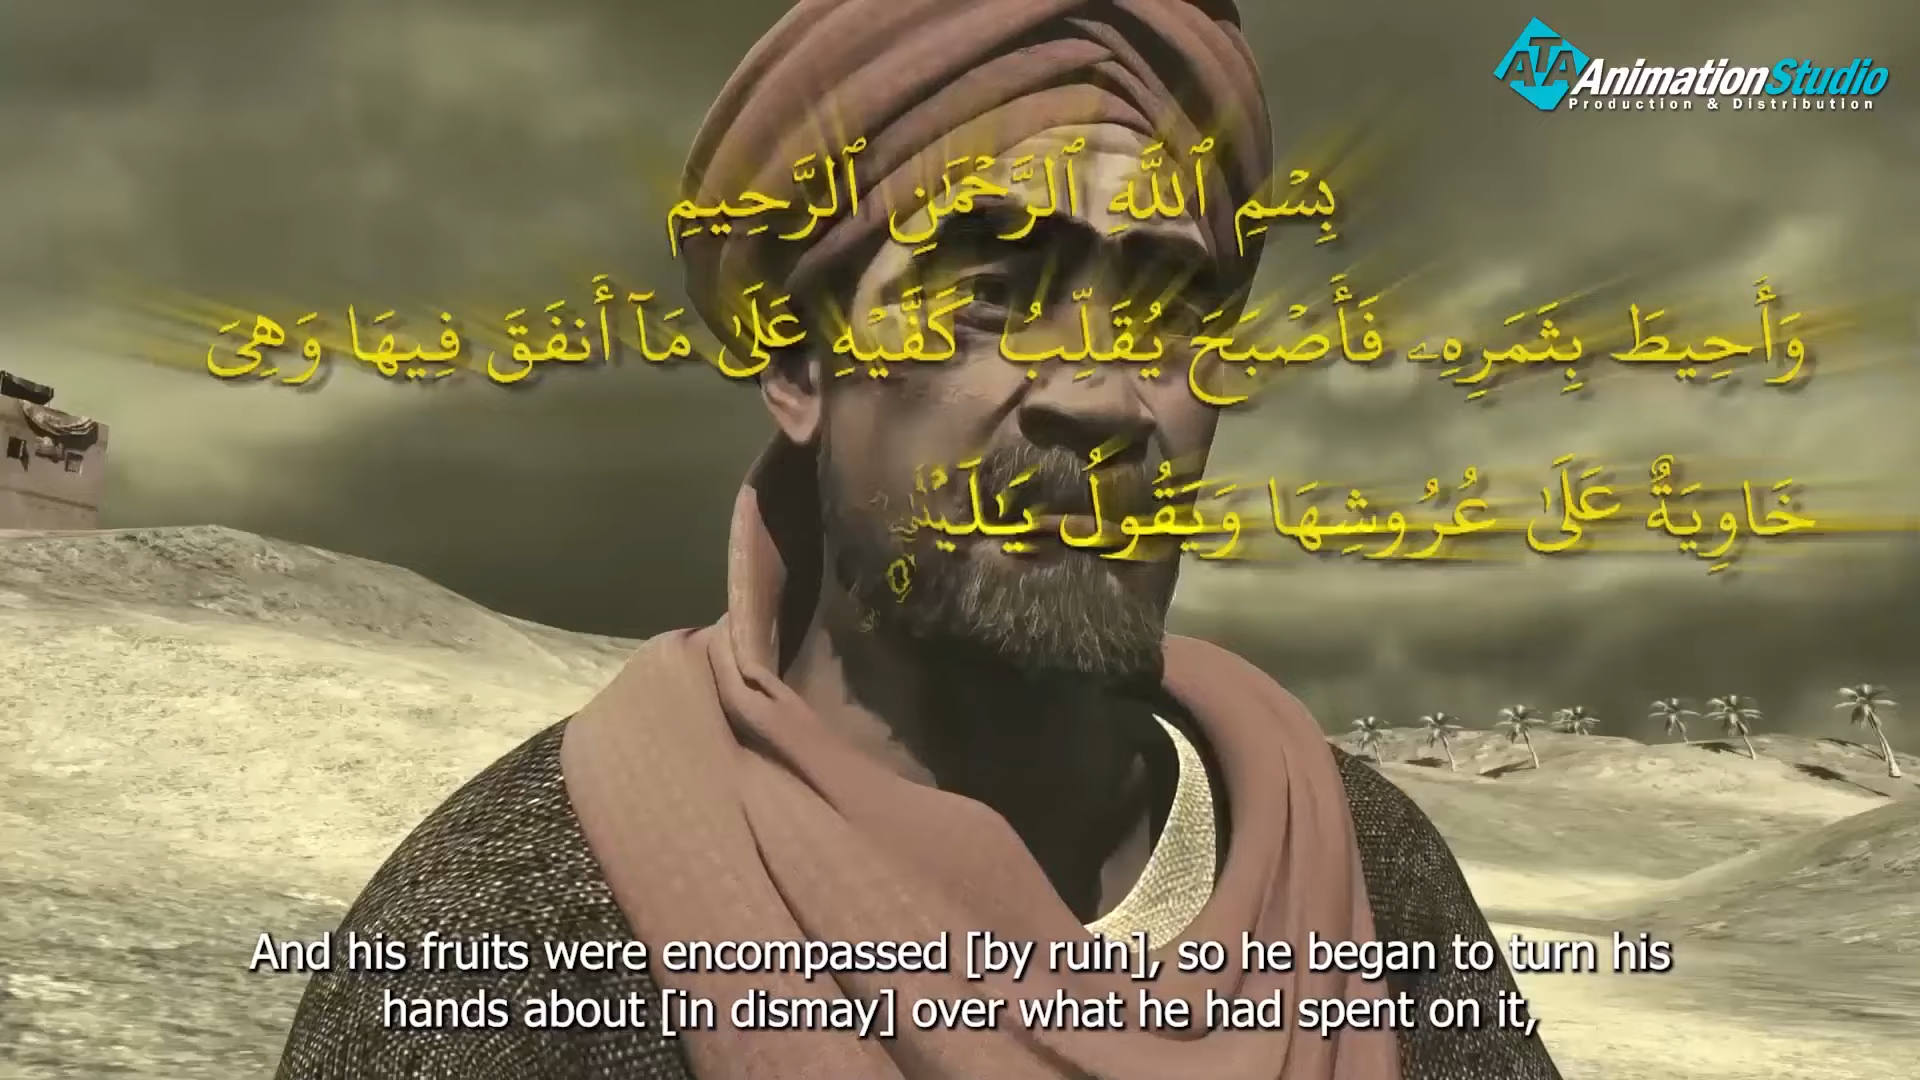 ATA AnimationStudio
Production & Distribution
بِسْمِ ٱللَّهِ ٱلرَّحْمَٰنِ ٱلرَّحِيمِ
وَأُحِيطَ بِثَمَرِهِۦ فَأَصْبَحَ يُقَلِّبُ كَفَّيْهِ عَلَىٰ مَآ أَنفَقَ فِيهَا وَهِىَ
خَاوِيَةٌ عَلَىٰ عُرُوشِهَا وَيَقُولُ
And his fruits were encompassed [by ruin], so he began to turn his
hands about [in dismay] over what he had spent on it,